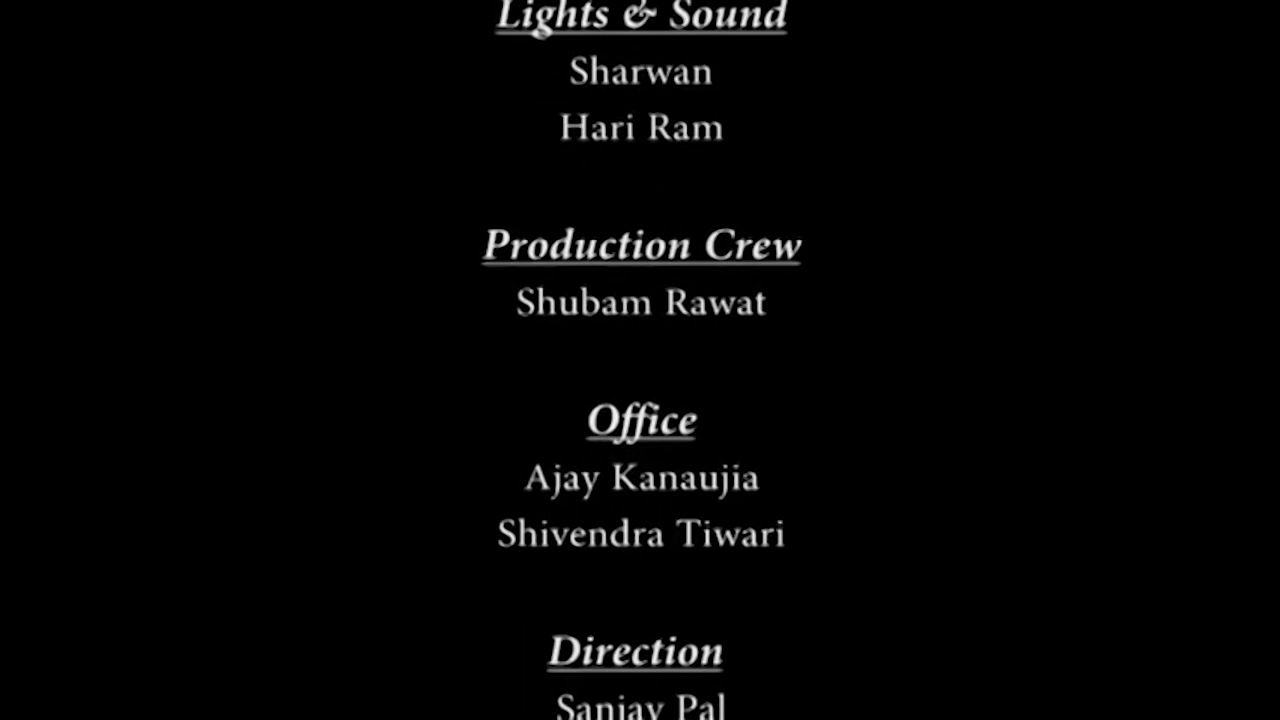 Lights & Sound
Sharwan
Hari Ram
Production Crew
Shubam Rawat
Office
Ajay Kanaujia
Shivendra Tiwari
Direction
Sanjay Pal